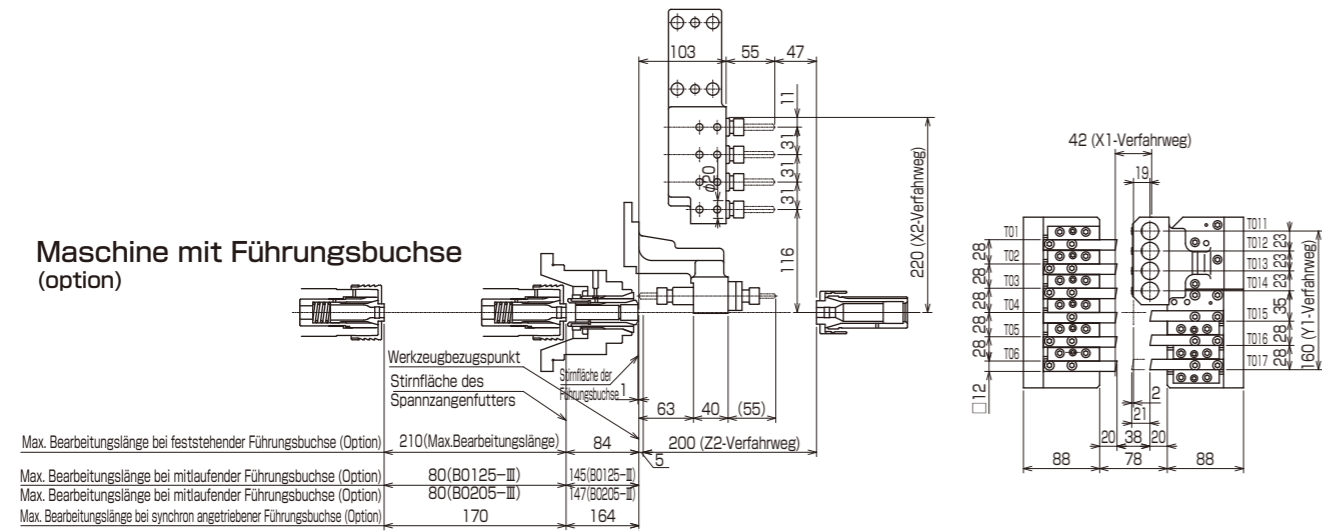 Maschine mit Führungsbuchse
(option)
103
55
47
11
31
31
31
φ20
116
220 (X2-Verfahrweg)
Werkzeugbezugspunkt
Stirnfläche des
Spannzangenfutters
Stirnfläche der
Führungsbuchse
1
63
40
(55)
5
200 (Z2-Verfahrweg)
Max. Bearbeitungslänge bei feststehender Führungsbuchse (Option)
210(Max.Bearbeitungslänge)
84
Max. Bearbeitungslänge bei mitlaufender Führungsbuchse (Option)
80(B0125-Ⅲ)
145(B0125-Ⅲ)
Max. Bearbeitungslänge bei mitlaufender Führungsbuchse (Option)
80(B0205-Ⅲ)
147(B0205-Ⅲ)
Max. Bearbeitungslänge bei synchron angetriebener Führungsbuchse (Option)
170
164
42 (X1-Verfahrweg)
19
T01
T02
T03
T04
T05
T06
28
28
28
28
28
□12
T011
T012
T013
T014
T015
T016
T017
23
23
23
35
28
28
160 (Y1-Verfahrweg)
2
21
20
38
20
88
78
88